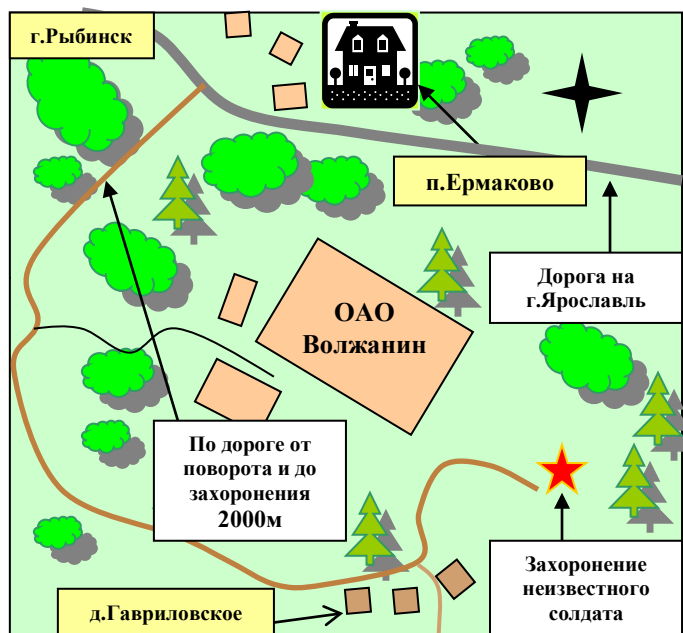 г.Рыбинск
п.Ермаково
Дорога на
г.Ярославль
ОАО
Волжанин
По дороге от
поворота и до
захоронения
2000м
Захоронение
неизвестного
солдата
д.Гавриловское